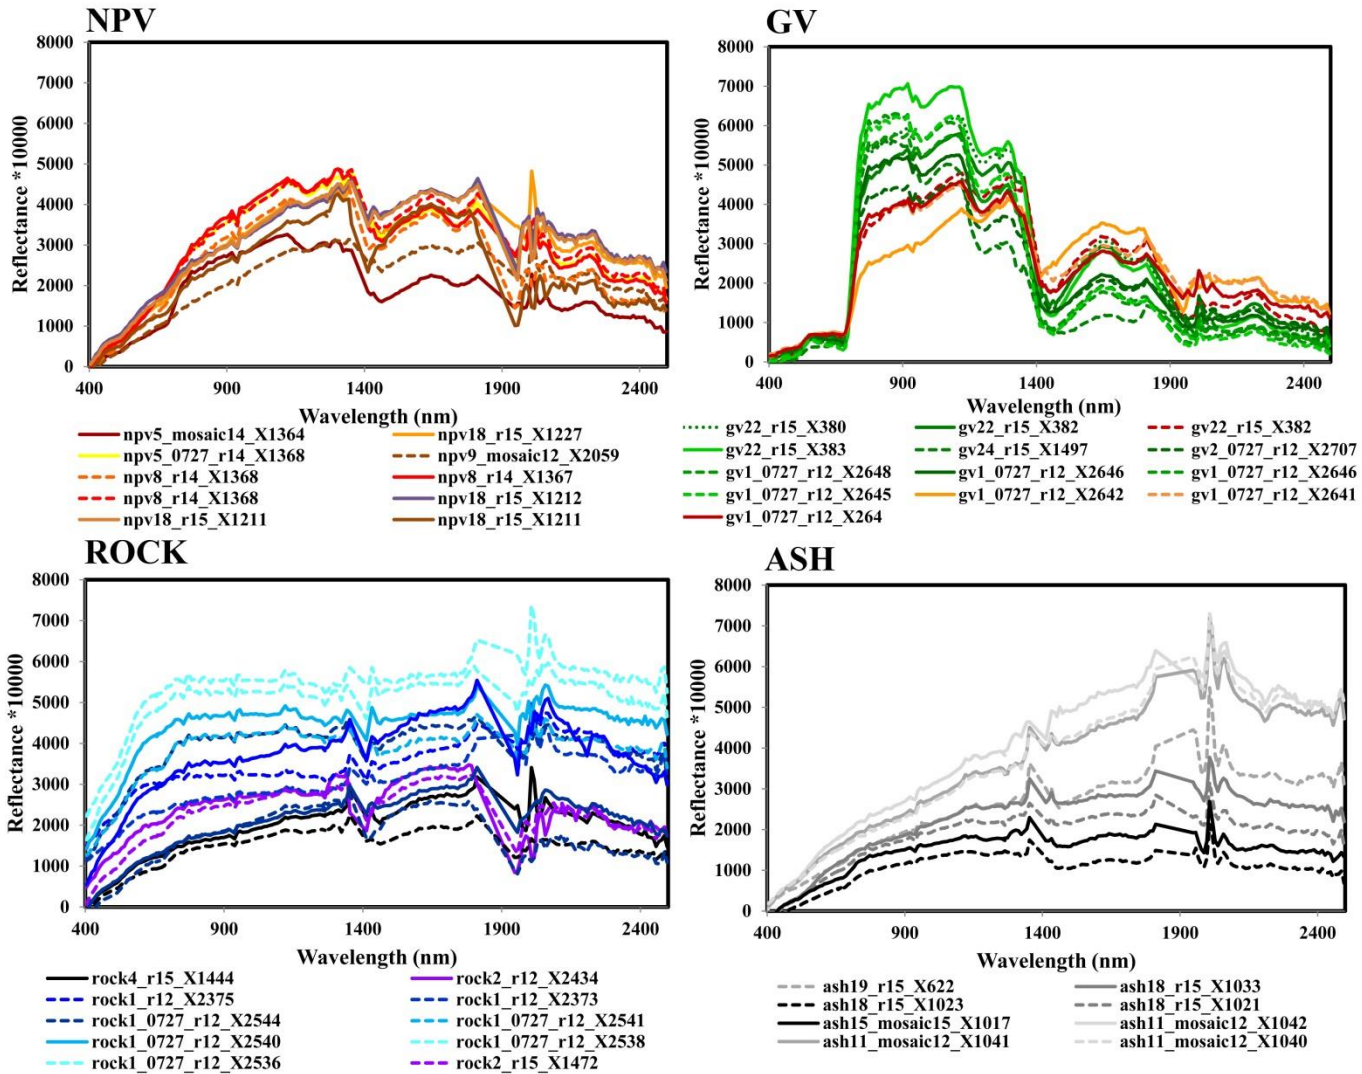 NPV
8000
7000
6000
5000
4000
3000
2000
1000
0
Reflectance *10000
400 900 1400 1900 2400
Wavelength (nm)
npv5_mosaic14_X1364 npv18_r15_X1227
npv5_0727_r14_X1368 npv9_mosaic12_X2059
npv8_r14_X1368 npv8_r14_X1367
npv8_r14_X1368 npv18_r15_X1212
npv18_r15_X1211 npv18_r15_X1211
GV
8000
7000
6000
5000
4000
3000
2000
1000
0
Reflectance *10000
400 900 1400 1900 2400
Wavelength (nm)
gv22_r15_X380 gv22_r15_X382 gv22_r15_X382
gv22_r15_X383 gv24_r15_X1497 gv2_0727_r12_X2707
gv1_0727_r12_X2648 gv1_0727_r12_X2646 gv1_0727_r12_X2646
gv1_0727_r12_X2645 gv1_0727_r12_X2642 gv1_0727_r12_X2641
gv1_0727_r12_X264
ROCK
8000
7000
6000
5000
4000
3000
2000
1000
0
Reflectance *10000
400 900 1400 1900 2400
Wavelength (nm)
rock4_r15_X1444 rock2_r12_X2434
rock1_r12_X2375 rock1_r12_X2373
rock1_0727_r12_X2544 rock1_0727_r12_X2541
rock1_0727_r12_X2540 rock1_0727_r12_X2538
rock1_0727_r12_X2536 rock2_r15_X1472
ASH
8000
7000
6000
5000
4000
3000
2000
1000
0
Reflectance *10000
400 900 1400 1900 2400
Wavelength (nm)
ash19_r15_X622 ash18_r15_X1033
ash18_r15_X1023 ash18_r15_X1021
ash15_mosaic15_X1017 ash11_mosaic12_X1042
ash11_mosaic12_X1041 ash11_mosaic12_X1040